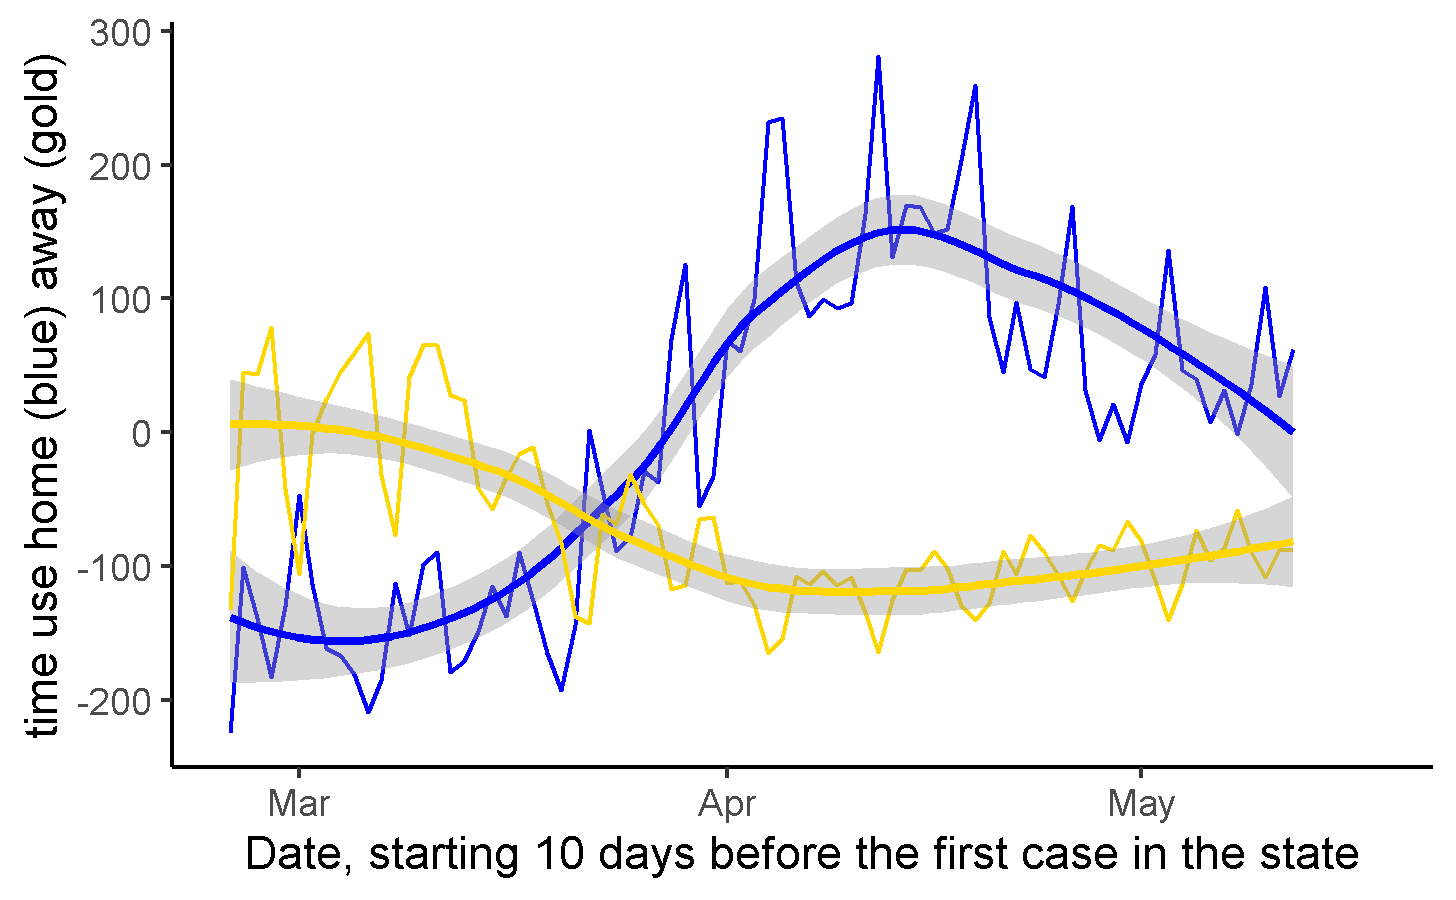 time use home (blue) away (gold)
300
200
100
0
-100
-200
Mar Apr May
Date, starting 10 days before the first case in the state